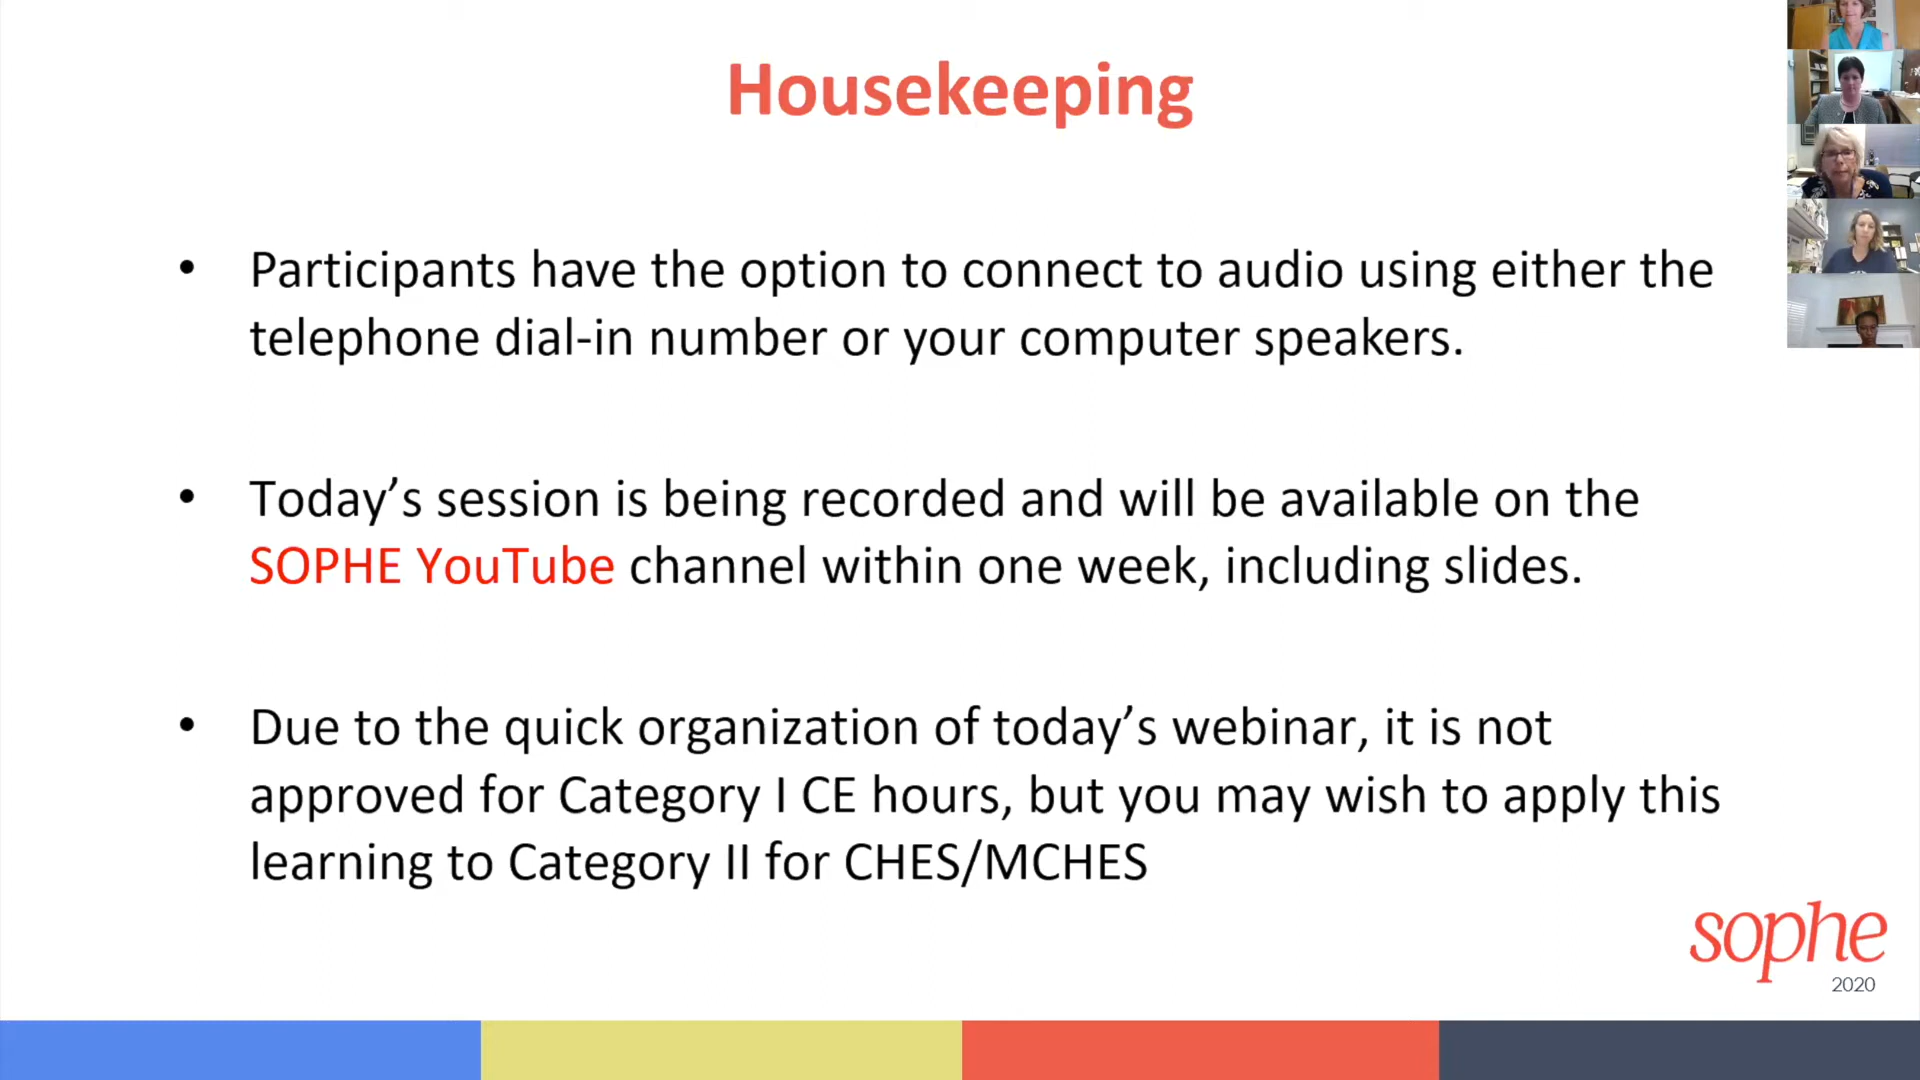 Housekeeping
• Participants have the option to connect to audio using either the
telephone dial-in number or your computer speakers.
• Today’s session is being recorded and will be available on the
SOPHE YouTube channel within one week, including slides.
• Due to the quick organization of today’s webinar, it is not
approved for Category I CE hours, but you may wish to apply this
learning to Category II for CHES/MCHES
sophe
2020